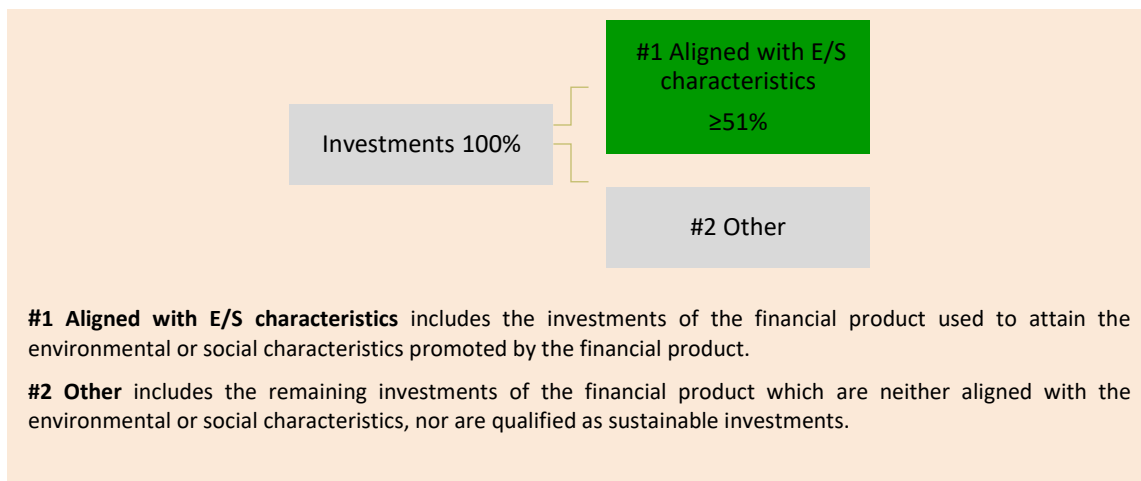 #1 Aligned with E/S
characteristics
≥51%
Investments 100%
#2 Other
#1 Aligned with E/S characteristics includes the investments of the financial product used to attain the
environmental or social characteristics promoted by the financial product.
#2 Other includes the remaining investments of the financial product which are neither aligned with the
environmental or social characteristics, nor are qualified as sustainable investments.